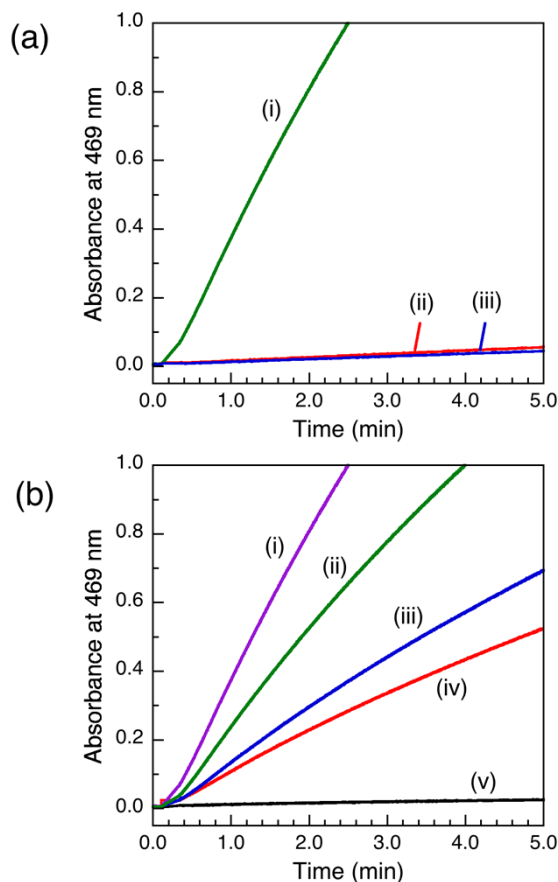 (a)
Absorbance at 469 nm
1.0
0.8
0.6
0.4
0.2
0.0
(i)
(ii) (iii)
0.0 1.0 2.0 3.0 4.0 5.0
Time (min)
(b)
Absorbance at 469 nm
1.0
0.8
0.6
0.4
0.2
0.0
(i)
(ii)
(iii)
(iv)
(v)
0.0 1.0 2.0 3.0 4.0 5.0
Time (min)